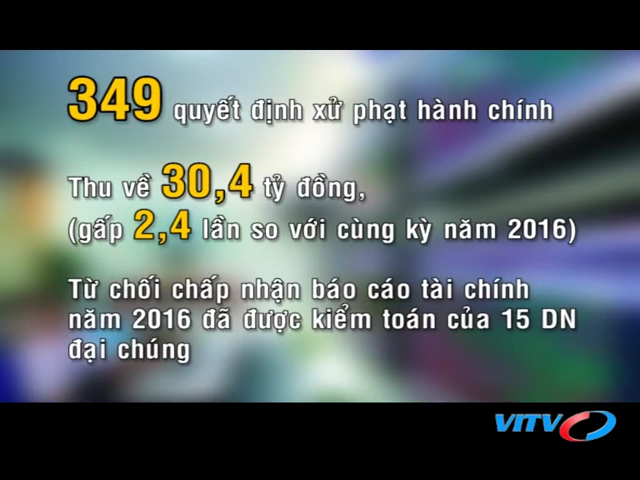 349 quyết định xử phạt hành chính
Thu về 30,4 tỷ đồng,
(gấp 2,4 lần so với cùng kỳ năm 2016)
Từ chối chấp nhận báo cáo tài chính
năm 2016 đã được kiểm toán của 15 DN
đại chúng
VITV